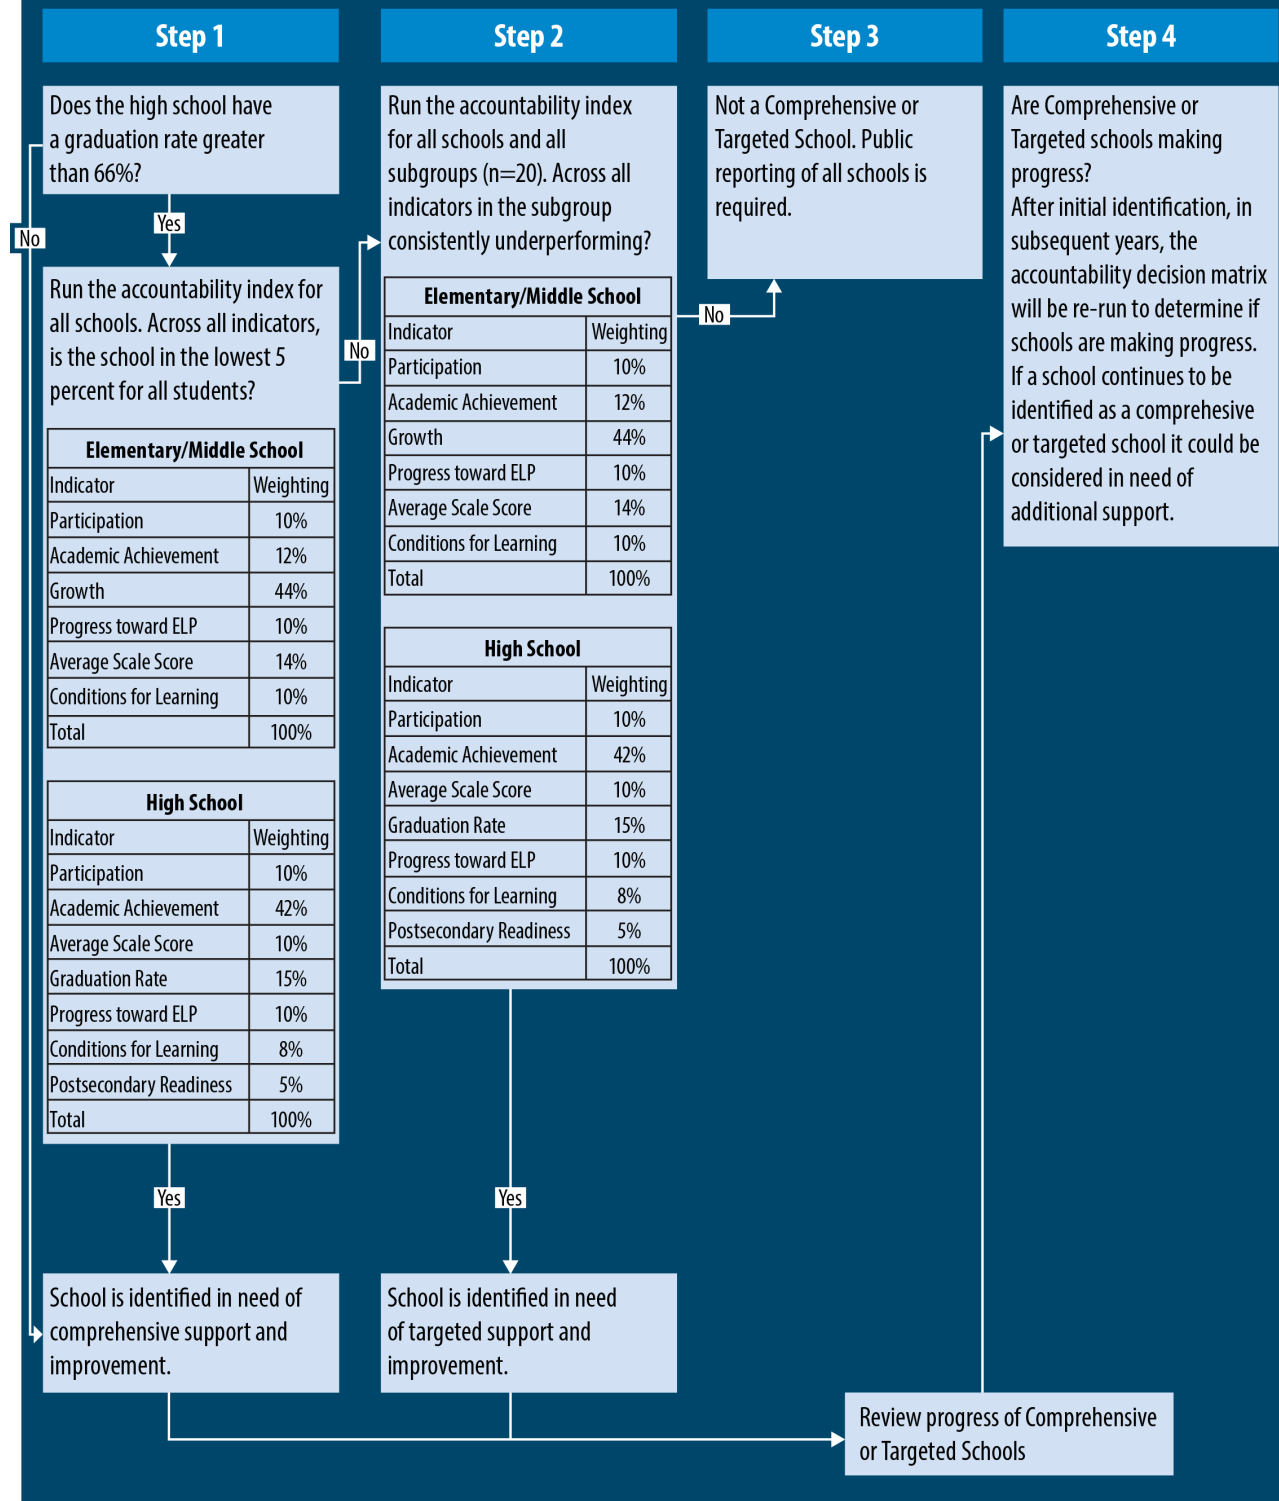 Step 1
Does the high school have
a graduation rate greater
than 66%?
No
Yes
Run the accountability index for
all schools. Across all indicators,
is the school in the lowest 5
percent for all students?
No
Elementary/Middle School
Indicator Weighting
Participation 10%
Academic Achievement 12%
Growth 44%
Progress toward ELP 10%
Average Scale Score 14%
Conditions for Learning 10%
Total 100%
High School
Indicator Weighting
Participation 10%
Academic Achievement 42%
Average Scale Score 10%
Graduation Rate 15%
Progress toward ELP 10%
Conditions for Learning 8%
Postsecondary Readiness 5%
Total 100%
Yes
School is identified in need of
comprehensive support and
improvement.
Step 2
Run the accountability index
for all schools and all
subgroups (n=20). Across all
indicators in the subgroup
consistently underperforming?
Elementary/Middle School
Indicator Weighting
Participation 10%
Academic Achievement 12%
Growth 44%
Progress toward ELP 10%
Average Scale Score 14%
Conditions for Learning 10%
Total 100%
No
High School
Indicator Weighting
Participation 10%
Academic Achievement 42%
Average Scale Score 10%
Graduation Rate 15%
Progress toward ELP 10%
Conditions for Learning 8%
Postsecondary Readiness 5%
Total 100%
Yes
School is identified in need
of targeted support and
improvement.
Step 3
Not a Comprehensive or
Targeted School. Public
reporting of all schools is
required.
Step 4
Are Comprehensive or
Targeted schools making
progress?
After initial identification, in
subsequent years, the
accountability decision matrix
will be re-run to determine if
schools are making progress.
If a school continues to be
identified as a comprehesive
or targeted school it could be
considered in need of
additional support.
Review progress of Comprehensive
or Targeted Schools